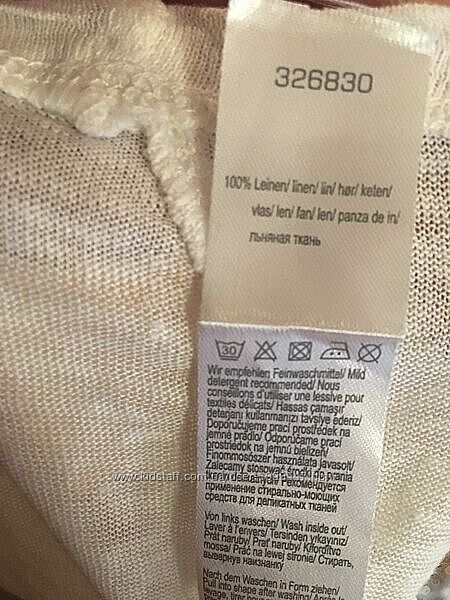 326830
100% Leinen/ linen/ lin/ hør/ keten/
vlas/ len/ ľan/ len/ panza de in/
льняная ткань
30
Wir empfehlen Feinwaschmittel/ Mild
detergent recommended/ Nous
conseillons d'utiliser une lessive pour
textiles délicats/ Hassas çamaşır
deterjanı kullanmanızı tavsiye ederiz/
Doporučujeme prací prostředek na
jemné prádlo/ Odporúčame prací
prostriedok na jemnú bielizeň/
Finommosószer használata javasolt/
Zalecamy stosować środki do prania
Рекомендуется
применение стирально-моющих
средств для деликатных тканей
Von links waschen/ Wash inside out/
Laver à l'envers/ Tersinden yıkayınız/
Prát naruby/ Prať naruby/ Kifordítva
mossa/ Prać na lewej stronie/ Стирать,
вывернув наизнанку
Nach dem Waschen in Form ziehen/
Pull into shape after washing/ Après